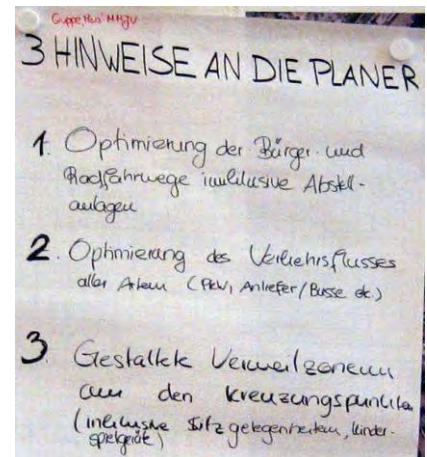 3 HINWEISE AN DIE PLANER
1. Optimierung der Bürger- und
Radfahrwege inklusive Abstell-
anlagen
2. Optimierung des Verkehrsflusses
aller Arten (PKW, Anliefer/Busse etc.)
3 Gestaltete Verweilzonen
an den Kreuzungspunkten
(inklusive Sitzgelegenheiten, Kinder-
spielgeräte)